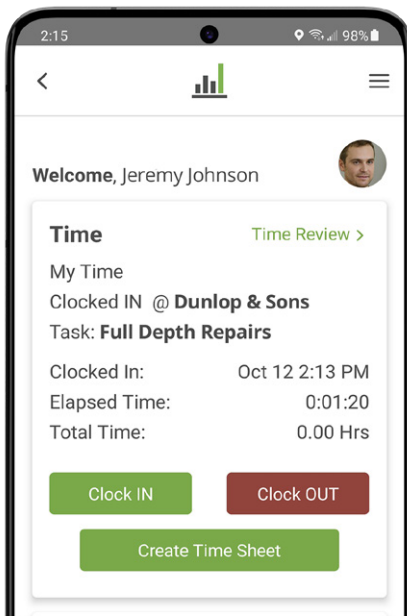 2:15 98%
Welcome, Jeremy Johnson
Time Time Review >
My Time
Clocked IN @ Dunlop & Sons
Task: Full Depth Repairs
Clocked In: Oct 12 2:13 PM
Elapsed Time: 0:01:20
Total Time: 0.00 Hrs
Clock IN Clock OUT
Create Time Sheet